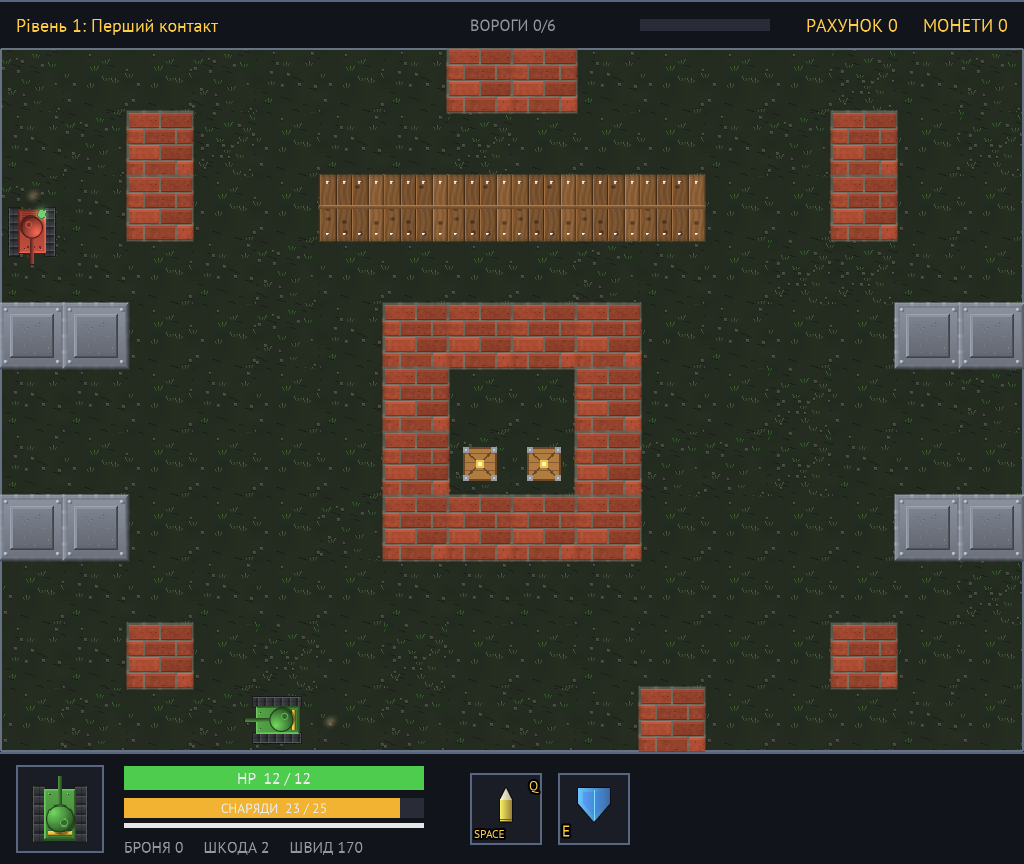 Рівень 1: Перший контакт
ВОРОГИ 0/6
РАХУНОК 0
МОНЕТИ 0
HP 12 / 12
СНАРЯДИ 23 / 25
БРОНЯ 0 ШКОДА 2 ШВИД 170
Q
SPACE
E